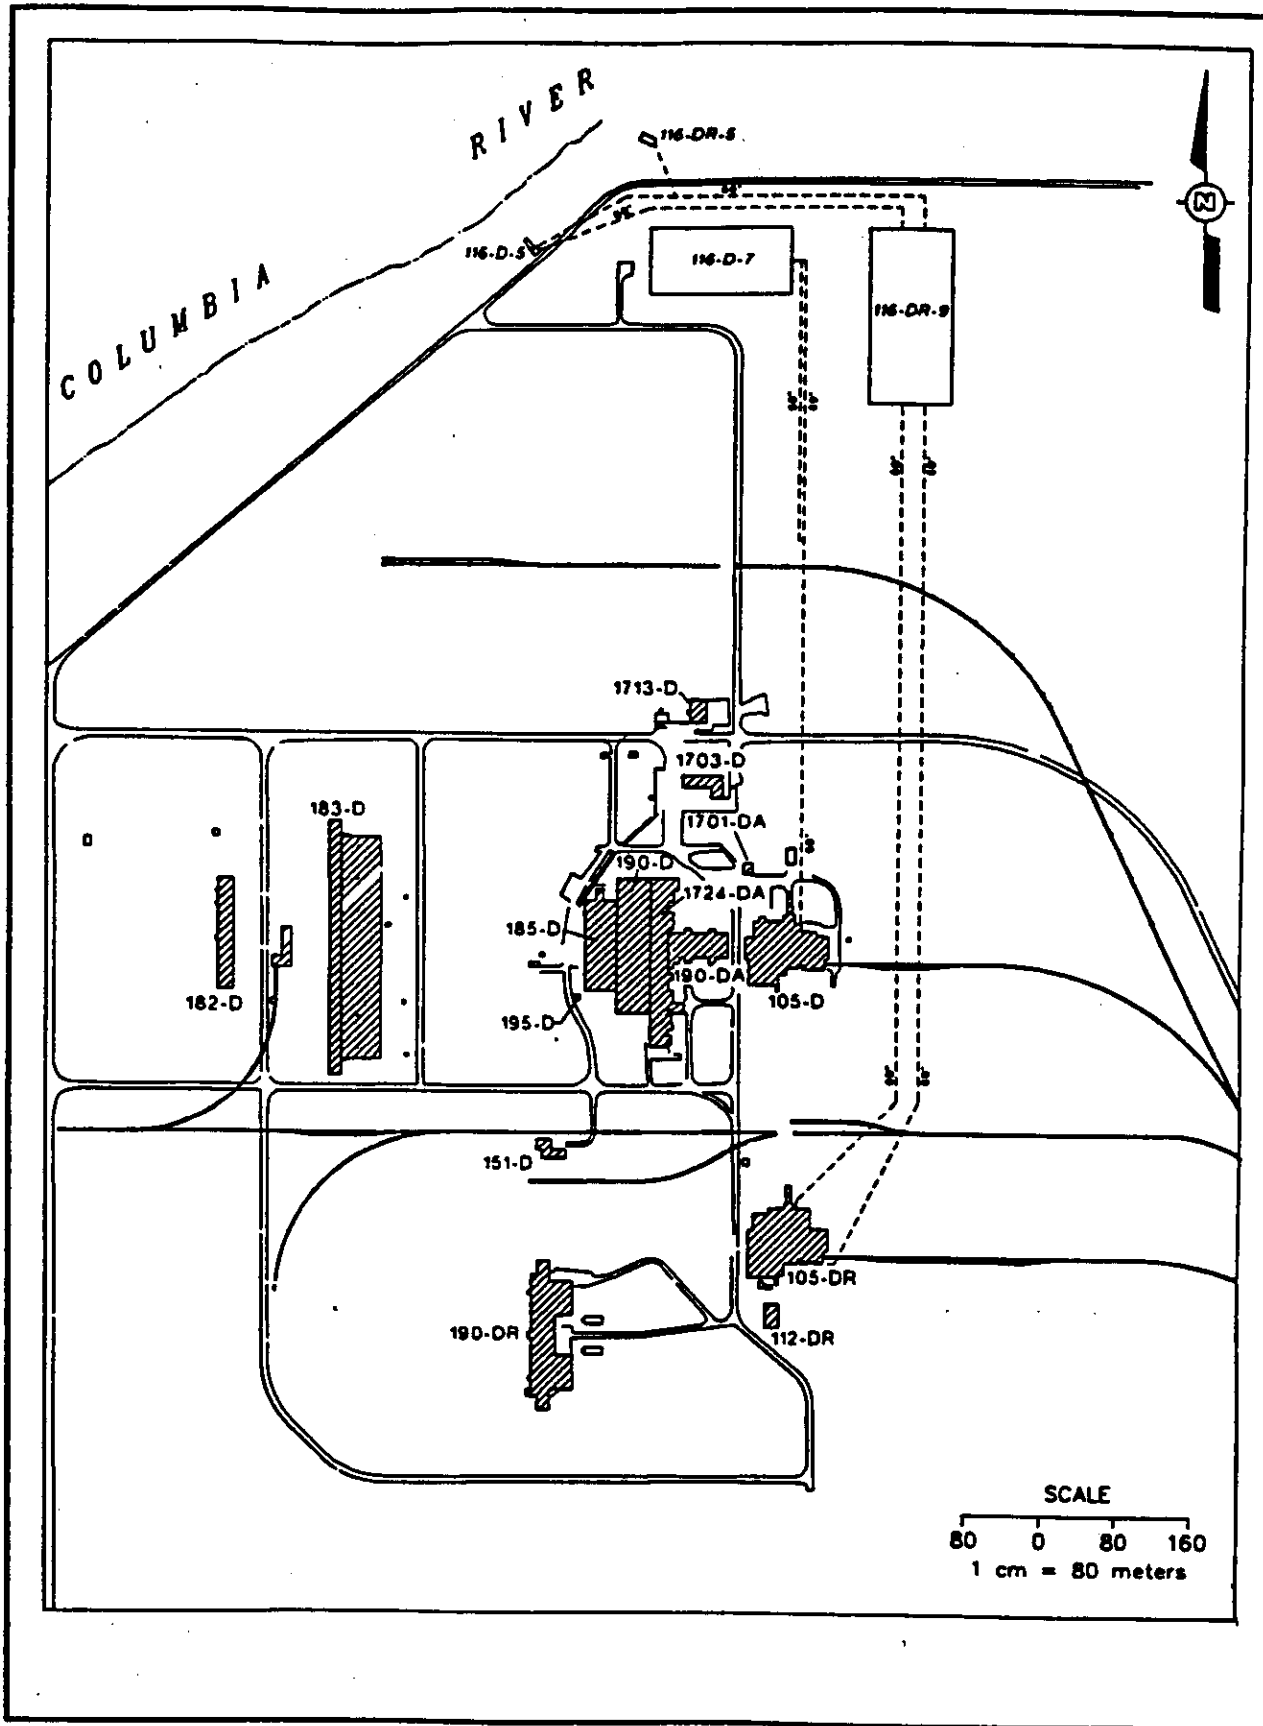 RIVER
116-DR-5
N
116-D-5
116-D-7
COLUMBIA
116-DR-9
1713-D
1703-D
183-D
1701-DA
190-D
1724-DA
185-D
190-DA
182-D
105-D
195-D
151-D
105-DR
190-DR
112-DR
SCALE
80 0 80 160
1 cm = 80 meters